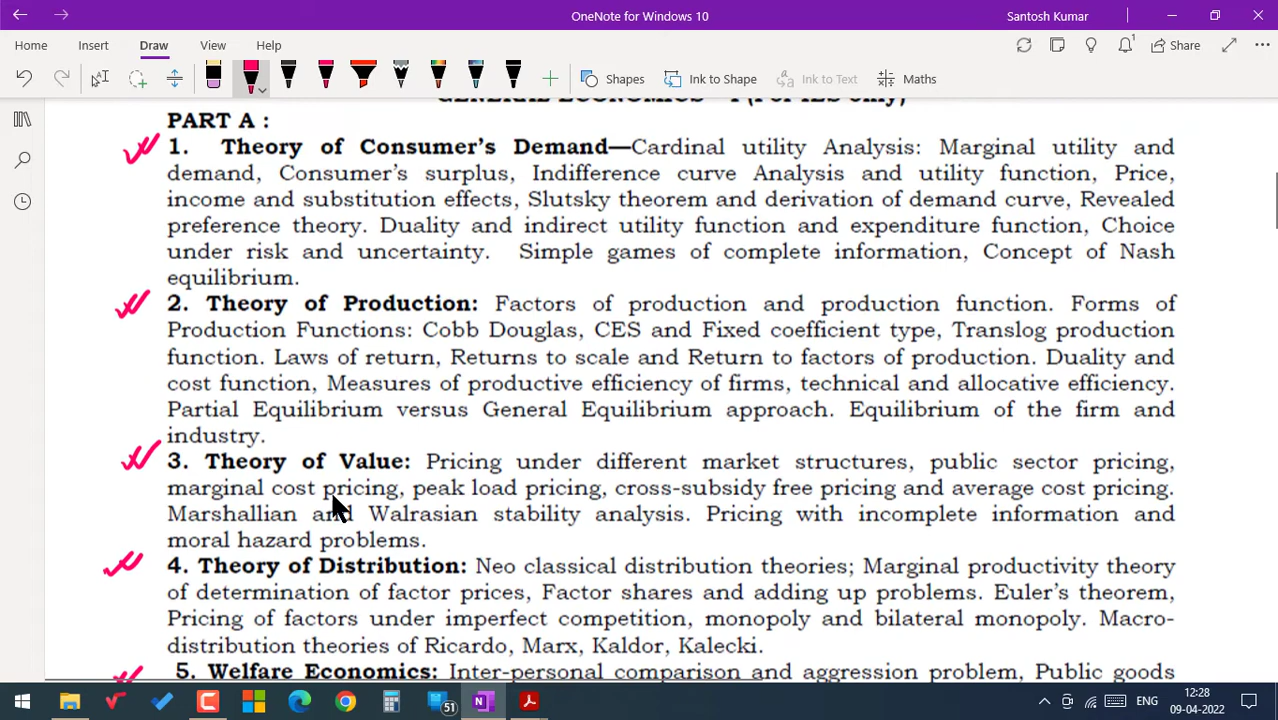 OneNote for Windows 10
Santosh Kumar
Home Insert Draw View Help
Share
Shapes
Ink to Shape
Ink to Text
Maths
GENERAL ECONOMICS – I (For IES only)
PART A :
1. Theory of Consumer's Demand—Cardinal utility Analysis: Marginal utility and
demand, Consumer's surplus, Indifference curve Analysis and utility function, Price,
income and substitution effects, Slutsky theorem and derivation of demand curve, Revealed
preference theory. Duality and indirect utility function and expenditure function, Choice
under risk and uncertainty. Simple games of complete information, Concept of Nash
equilibrium.
2. Theory of Production: Factors of production and production function. Forms of
Production Functions: Cobb Douglas, CES and Fixed coefficient type, Translog production
function. Laws of return, Returns to scale and Return to factors of production. Duality and
cost function, Measures of productive efficiency of firms, technical and allocative efficiency.
Partial Equilibrium versus General Equilibrium approach. Equilibrium of the firm and
industry.
3. Theory of Value: Pricing under different market structures, public sector pricing,
marginal cost pricing, peak load pricing, cross-subsidy free pricing and average cost pricing.
Marshallian and Walrasian stability analysis. Pricing with incomplete information and
moral hazard problems.
4. Theory of Distribution: Neo classical distribution theories; Marginal productivity theory
of determination of factor prices, Factor shares and adding up problems. Euler's theorem,
Pricing of factors under imperfect competition, monopoly and bilateral monopoly. Macro-
distribution theories of Ricardo, Marx, Kaldor, Kalecki.
5. Welfare Economics: Inter-personal comparison and aggression problem, Public goods
51
ENG
12:28
09-04-2022